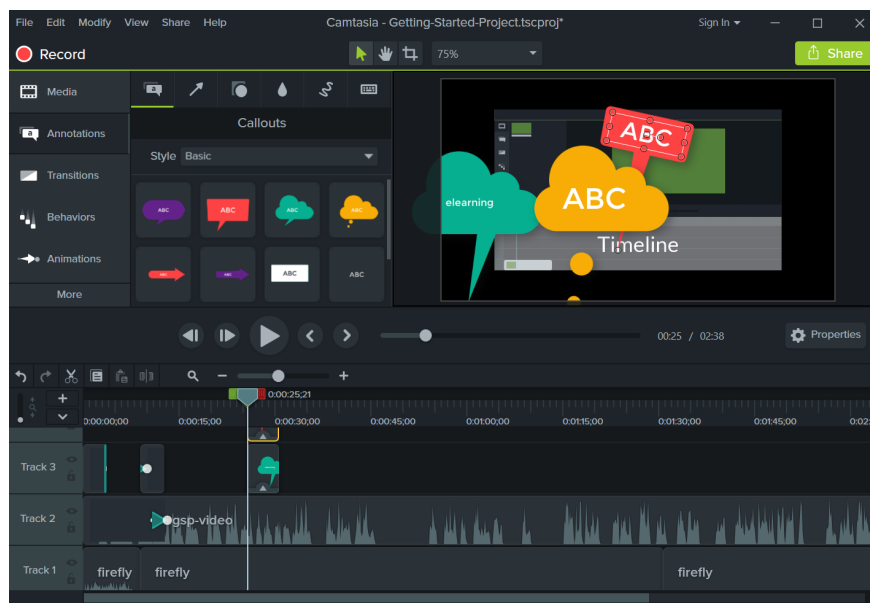 File Edit Modify View Share Help Camtasia - Getting-Started-Project.tscproj* Sign In
Record 75% Share
Media
Annotations
Transitions
Behaviors
Animations
More
Callouts
Style Basic
ABC ABC ABC ABC
ABC ABC ABC ABC
ABC
elearning ABC
Timeline
00:25 / 02:38 Properties
0:00:25;21
0:00:00;00 0:00:15;00 0:00:30;00 0:00:45;00 0:01:00;00 0:01:15;00 0:01:30;00 0:01:45;00 0:02:
Track 3
Track 2 gsp-video
Track 1 firefly firefly firefly